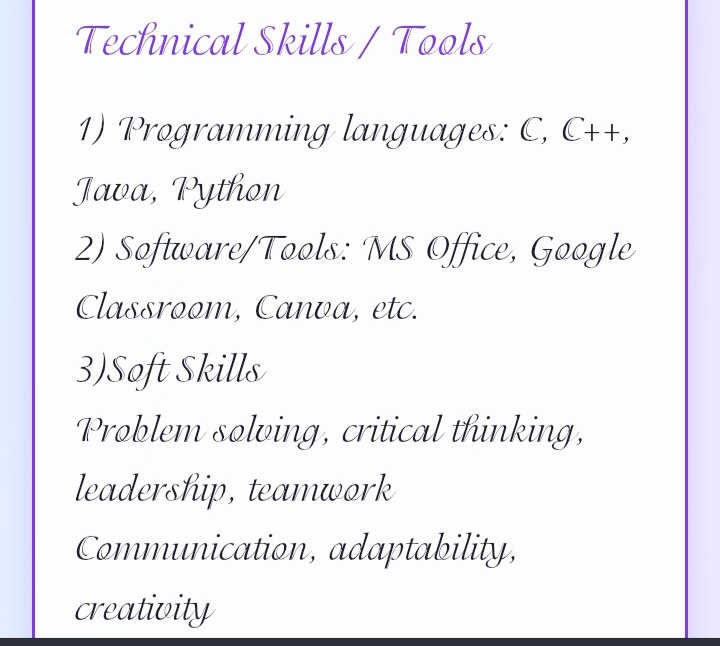 Technical Skills / Tools
1) Programming languages: C, C++,
Java, Python
2) Software/Tools: MS Office, Google
Classroom, Canva, etc.
3)Soft Skills
Problem solving, critical thinking,
leadership, teamwork
Communication, adaptability,
creativity